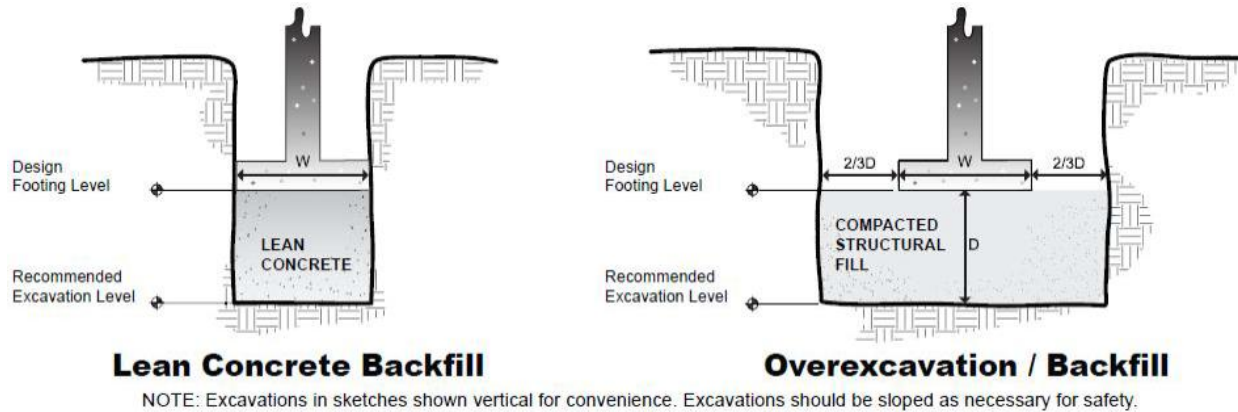 W
Design
Footing Level
LEAN
CONCRETE
Recommended
Excavation Level
Lean Concrete Backfill
Design
Footing Level
2/3D
W
2/3D
COMPACTED
STRUCTURAL
FILL
D
Recommended
Excavation Level
Overexcavation / Backfill
NOTE: Excavations in sketches shown vertical for convenience. Excavations should be sloped as necessary for safety.